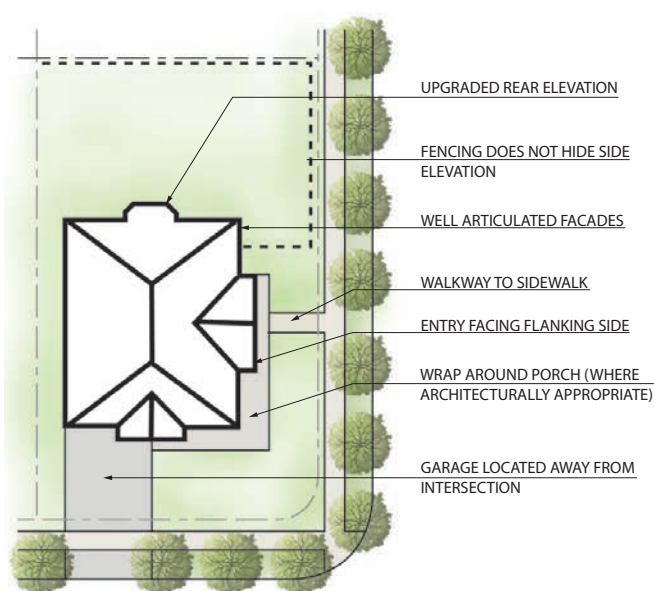 UPGRADED REAR ELEVATION
FENCING DOES NOT HIDE SIDE
ELEVATION
WELL ARTICULATED FACADES
WALKWAY TO SIDEWALK
ENTRY FACING FLANKING SIDE
WRAP AROUND PORCH (WHERE
ARCHITECTURALLY APPROPRIATE)
GARAGE LOCATED AWAY FROM
INTERSECTION